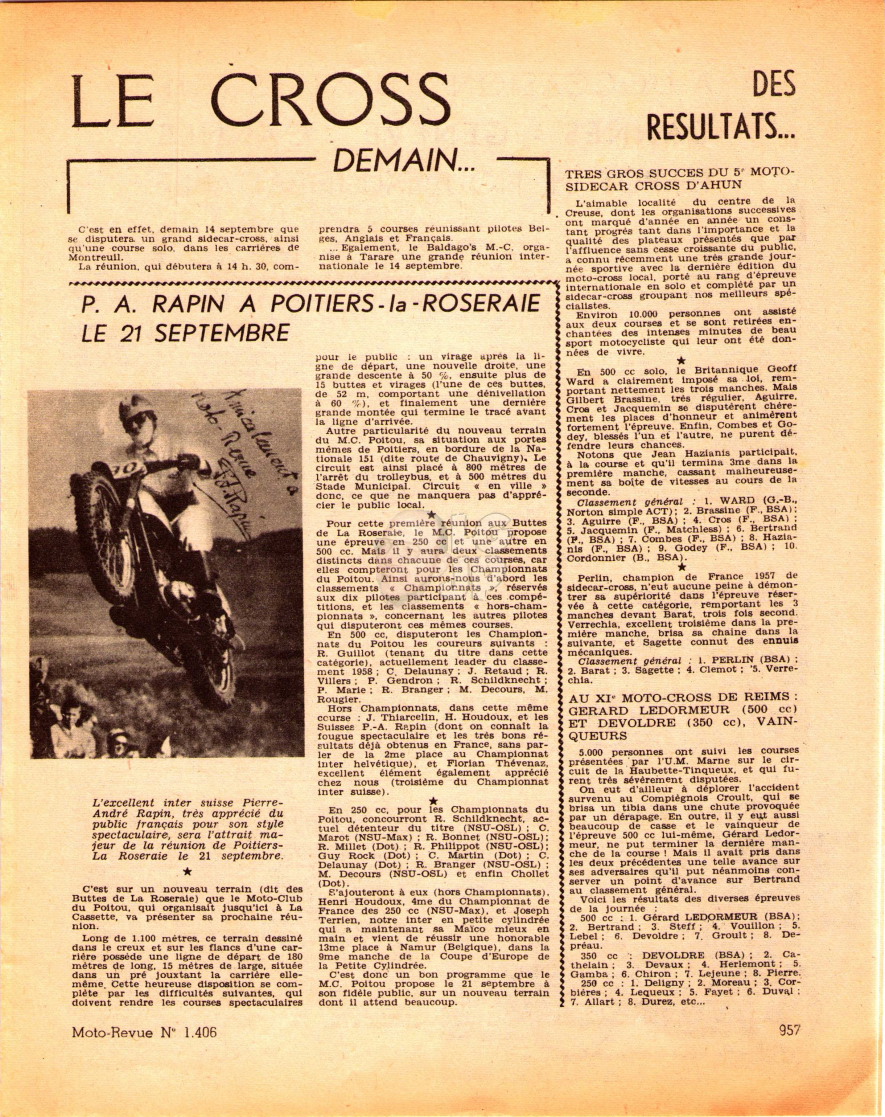 LE CROSS
DEMAIN...
C'est en effet, demain 14 septembre que
se disputera un grand sidecar-cross, ainsi
qu'une course solo, dans les carrières de
Montreuil.
La réunion, qui débutera à 14 h. 30, com-
prendra 5 courses réunissant pilotes Bel-
ges, Anglais et Français.
... Egalement, le Baldago's M.-C. orga-
nise à Tarare une grande réunion inter-
nationale le 14 septembre.
P. A. RAPIN A POITIERS-la-ROSERAIE
LE 21 SEPTEMBRE
Amicalement à
Moto Revue
P.A. Rapin
L'excellent inter suisse Pierre-
André Rapin, très apprécié du
public français pour son style
spectaculaire, sera l'attrait ma-
jeur de la réunion de Poitiers-
La Roseraie le 21 septembre.
C'est sur un nouveau terrain (dit des
Buttes de La Roseraie) que le Moto-Club
du Poitou, qui organisait jusqu'ici à La
Cassette, va présenter sa prochaine réu-
nion.
Long de 1.100 mètres, ce terrain dessiné
dans le creux et sur les flancs d'une car-
rière possède une ligne de départ de 180
mètres de long, 15 mètres de large, située
dans un pré jouxtant la carrière elle-
même. Cette heureuse disposition se com-
plète par les difficultés suivantes, qui
doivent rendre les courses spectaculaires
pour le public : un virage après la li-
gne de départ, une nouvelle droite, une
grande descente à 50 %, ensuite plus de
15 buttes et virages (l'une de ces buttes,
de 52 m, comportant une dénivellation
à 60 %), et finalement une dernière
grande montée qui termine le tracé avant
la ligne d'arrivée.
Autre particularité du nouveau terrain
du M.C. Poitou, sa situation aux portes
mêmes de Poitiers, en bordure de la Na-
tionale 151 (dite route de Chauvigny). Le
circuit est ainsi placé à 800 mètres de
l'arrêt du trolleybus, et à 500 mètres du
Stade Municipal. Circuit « en ville »
donc, ce que ne manquera pas d'appré-
cier le public local.
Pour cette première réunion aux Buttes
de La Roseraie, le M.C. Poitou propose
une épreuve en 250 cc et une autre en
500 cc. Mais il y aura deux classements
distincts dans chacune de ces courses, car
elles compteront pour les Championnats
du Poitou. Ainsi aurons-nous d'abord les
classements « Championnats », réservés
aux dix pilotes participant à ces compé-
titions, et les classements « hors-cham-
pionnats », concernant les autres pilotes
qui disputeront ces mêmes courses.
En 500 cc, disputeront les Champion-
nats du Poitou les coureurs suivants :
R. Guillot (tenant du titre dans cette
catégorie), actuellement leader du classe-
ment 1958 ; C. Delaunay ; J. Retaud ; R.
Villers ; P. Gendron ; R. Schildknecht ;
P. Marie ; R. Branger ; M. Decours, M.
Rougier.
Hors Championnats, dans cette même
course : J. Thiarcelin, H. Houdoux, et les
Suisses P.-A. Rapin (dont on connaît la
fougue spectaculaire et les très bons ré-
sultats déjà obtenus en France, sans par-
ler de la 2me place au Championnat
inter helvétique), et Florian Thévenaz,
excellent élément également apprécié
chez nous (troisième du Championnat
inter suisse).
En 250 cc, pour les Championnats du
Poitou, concourront R. Schildknecht, ac-
tuel détenteur du titre (NSU-OSL) ; C.
Marot (NSU-Max) ; R. Bonnet (NSU-OSL);
R. Millet (Dot) ; R. Philippot (NSU-OSL) ;
Guy Rock (Dot) ; C. Martin (Dot) ; C.
Delaunay (Dot) ; R. Branger (NSU-OSL) ;
M. Decours (NSU-OSL) et enfin Chollet
(Dot).
S'ajouteront à eux (hors Championnats),
Henri Houdoux, 4me du Championnat de
France des 250 cc (NSU-Max), et Joseph
Terrien, notre inter en petite cylindrée
qui a maintenant sa Maïco mieux en
main et vient de réussir une honorable
13me place à Namur (Belgique), dans la
9me manche de la Coupe d'Europe de
la Petite Cylindrée.
C'est donc un bon programme que le
M.C. Poitou propose le 21 septembre à
son fidèle public, sur un nouveau terrain
dont il attend beaucoup.
DES
RESULTATS...
TRES GROS SUCCES DU 5e MOTO-
SIDECAR CROSS D'AHUN
L'aimable localité du centre de la
Creuse, dont les organisations successives
ont marqué d'année en année un cons-
tant progrès tant dans l'importance et la
qualité des plateaux présentés que par
l'affluence sans cesse croissante du public,
a connu récemment une très grande jour-
née sportive avec la dernière édition du
moto-cross local, porté au rang d'épreuve
internationale en solo et complété par un
sidecar-cross groupant nos meilleurs spé-
cialistes.
Environ 10.000 personnes ont assisté
aux deux courses et se sont retirées en-
chantées des intenses minutes de beau
sport motocycliste qui leur ont été don-
nées de vivre.
En 500 cc solo, le Britannique Geoff
Ward a clairement imposé sa loi, rem-
portant nettement les trois manches. Mais
Gilbert Brassine, très régulier, Aguirre,
Cros et Jacquemin se disputèrent chère-
ment les places d'honneur et animèrent
fortement l'épreuve. Enfin, Combes et Go-
dey, blessés l'un et l'autre, ne purent dé-
fendre leurs chances.
Notons que Jean Hazianis participait,
à la course et qu'il termina 3me dans la
première manche, cassant malheureuse-
ment sa boîte de vitesses au cours de la
seconde.
Classement général : 1. WARD (G.-B.,
Norton simple ACT); 2. Brassine (F., BSA);
3. Aguirre (F., BSA) ; 4. Cros (F., BSA) ;
5. Jacquemin (F., Matchless) ; 6. Bertrand
(F., BSA) ; 7. Combes (F., BSA) ; 8. Hazia-
nis (F., BSA) ; 9. Godey (F., BSA) ; 10.
Cordonnier (B., BSA).
Perlin, champion de France 1957 de
sidecar-cross, n'eut aucune peine à démon-
trer sa supériorité dans l'épreuve réser-
vée à cette catégorie, remportant les 3
manches devant Barat, trois fois second.
Verrechia, excellent troisième dans la pre-
mière manche, brisa sa chaîne dans la
suivante, et Sagette connut des ennuis
mécaniques.
Classement général : 1. PERLIN (BSA) ;
2. Barat ; 3. Sagette ; 4. Clemot ; 5. Verre-
chia.
AU XIe MOTO-CROSS DE REIMS :
GERARD LEDORMEUR (500 cc)
ET DEVOLDRE (350 cc), VAIN-
QUEURS
5.000 personnes ont suivi les courses
présentées par l'U.M. Marne sur le cir-
cuit de la Haubette-Tinqueux, et qui fu-
rent très sévèrement disputées.
On eut d'ailleur à déplorer l'accident
survenu au Compiégnois Croult, qui se
brisa un tibia dans une chute provoquée
par un dérapage. En outre, il y eut aussi
beaucoup de casse et le vainqueur de
l'épreuve 500 cc lui-même, Gérard Ledor-
meur, ne put terminer la dernière man-
che de la course ! Mais il avait pris dans
les deux précédentes une telle avance sur
ses adversaires qu'il put néanmoins con-
server un point d'avance sur Bertrand
au classement général.
Voici les résultats des diverses épreuves
de la journée :
500 cc : 1. Gérard LEDORMEUR (BSA);
2. Bertrand ; 3. Steff ; 4. Vouillon ; 5.
Lebel ; 6. Devoldre ; 7. Groult ; 8. De-
préau.
350 cc : DEVOLDRE (BSA) ; 2. Ca-
thelain ; 3. Devaux ; 4. Herlemont ; 5.
Gamba ; 6. Chiron ; 7. Lejeune ; 8. Pierre.
250 cc : 1. Deligny ; 2. Moreau ; 3. Cor-
bières ; 4. Lequeux ; 5. Fayet ; 6. Duval ;
7. Allart ; 8. Durez, etc...
Moto-Revue N° 1.406
957